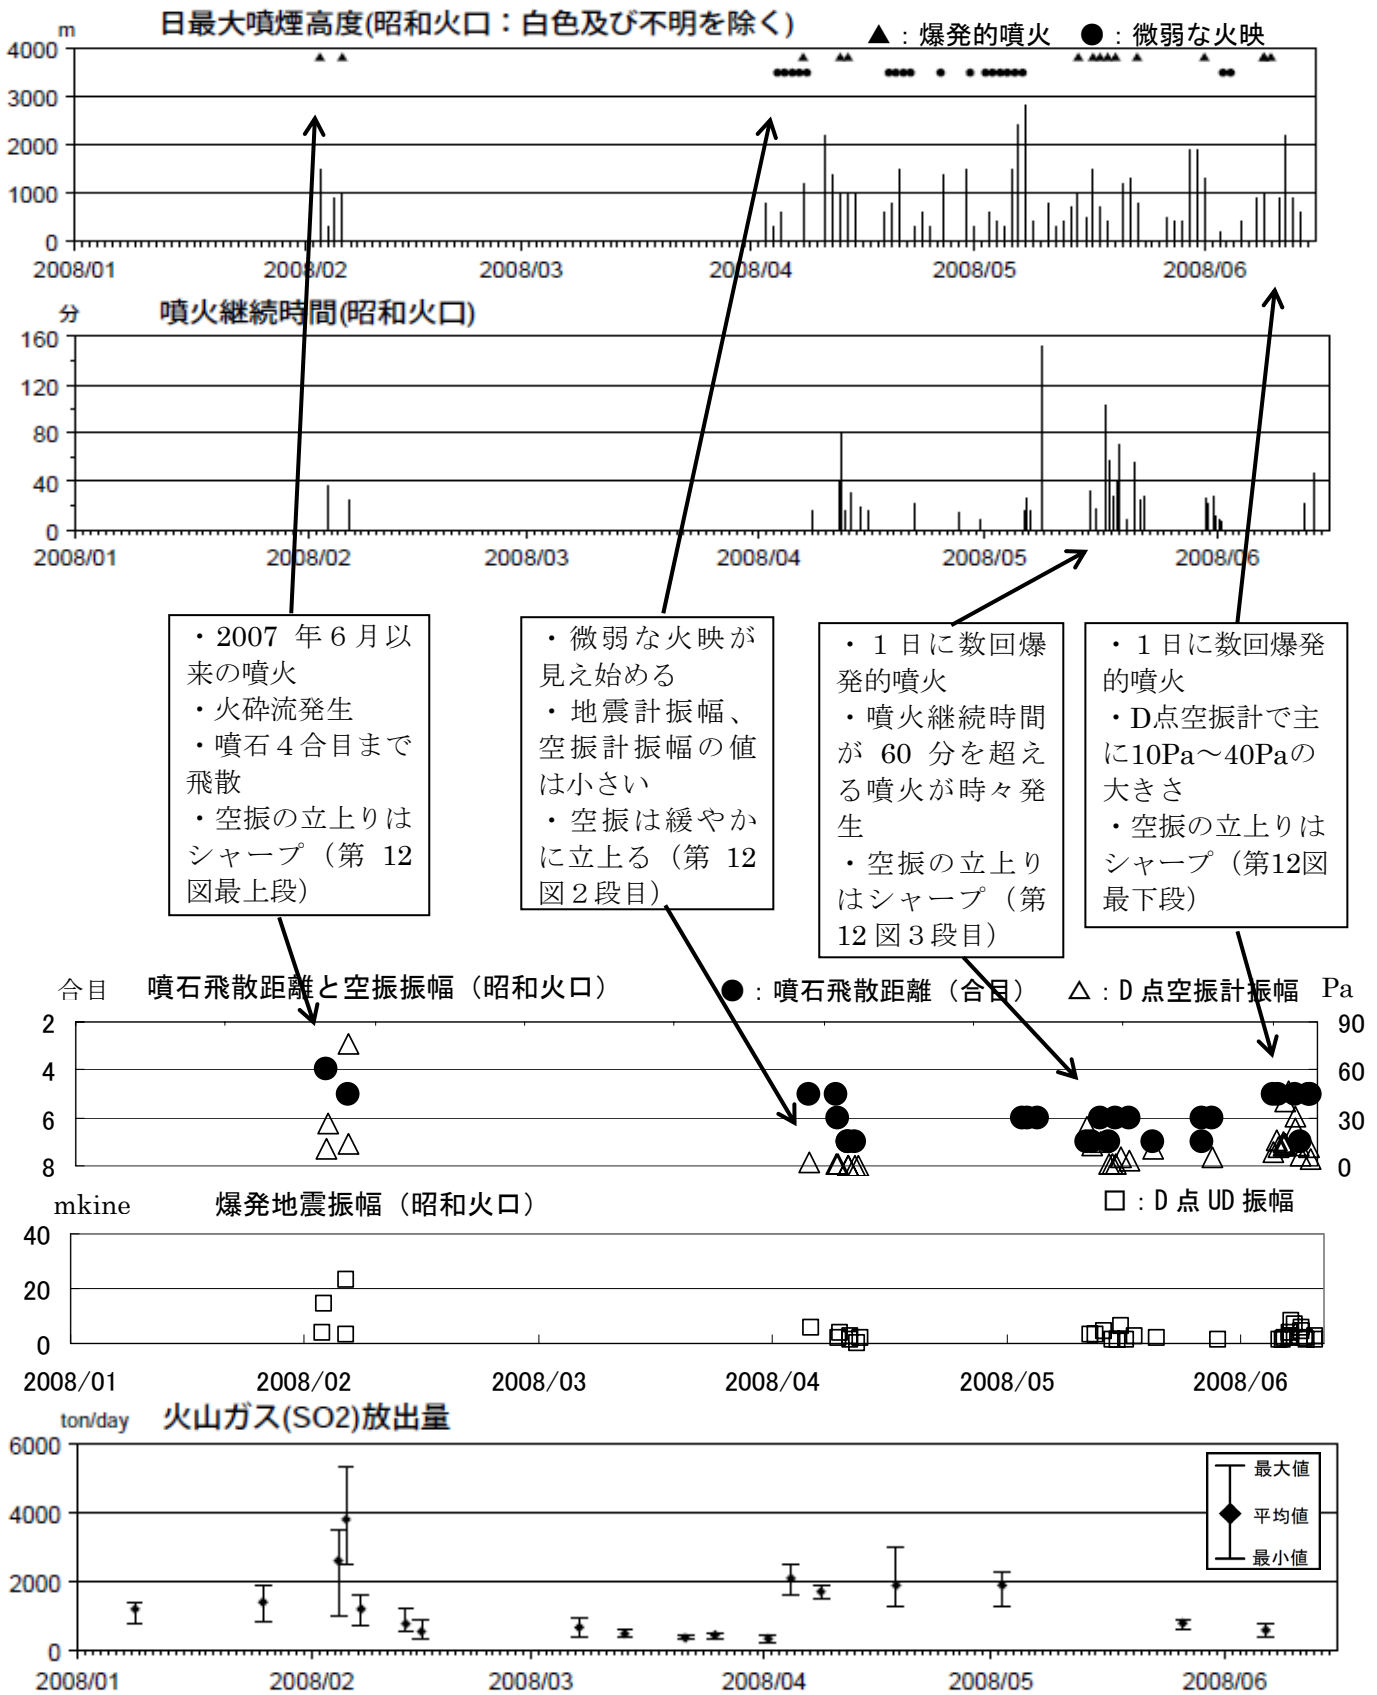 日最大噴煙高度(昭和火口：白色及び不明を除く)
m
▲：爆発的噴火 ●：微弱な火映
4000
3000
2000
1000
0
2008/01 2008/02 2008/03 2008/04 2008/05 2008/06
分
噴火継続時間(昭和火口)
160
120
80
40
0
2008/01 2008/02 2008/03 2008/04 2008/05 2008/06
・2007 年６月以
来の噴火
・火砕流発生
・噴石４合目まで
飛散
・空振の立上りは
シャープ（第 12
図最上段）
・微弱な火映が
見え始める
・地震計振幅、
空振計振幅の値
は小さい
・空振は緩やか
に立上る（第 12
図２段目）
・１日に数回爆
発的噴火
・噴火継続時間
が 60 分を超え
る噴火が時々発
生
・空振の立上り
はシャープ（第
12 図３段目）
・１日に数回爆発
的噴火
・D点空振計で主
に10Pa～40Paの
大きさ
・空振の立上りは
シャープ（第12図
最下段）
合目
噴石飛散距離と空振振幅（昭和火口）
●：噴石飛散距離（合目） △：D 点空振計振幅
Pa
2
4
6
8
90
60
30
0
mkine
爆発地震振幅（昭和火口）
□：D 点 UD 振幅
40
20
0
2008/01 2008/02 2008/03 2008/04 2008/05 2008/06
ton/day
火山ガス(SO2)放出量
6000
4000
2000
0
最大値
平均値
最小値
2008/01 2008/02 2008/03 2008/04 2008/05 2008/06